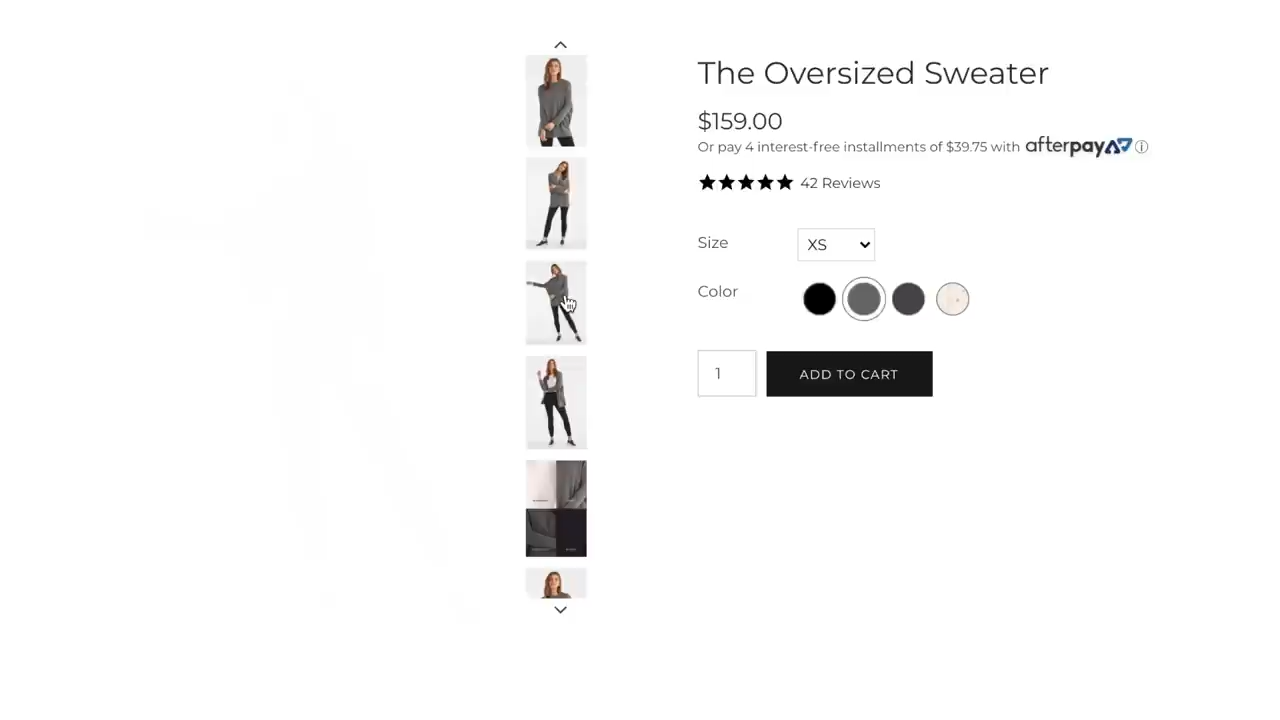 The Oversized Sweater
$159.00
Or pay 4 interest-free installments of $39.75 with afterpay
42 Reviews
Size XS
Color
1 ADD TO CART